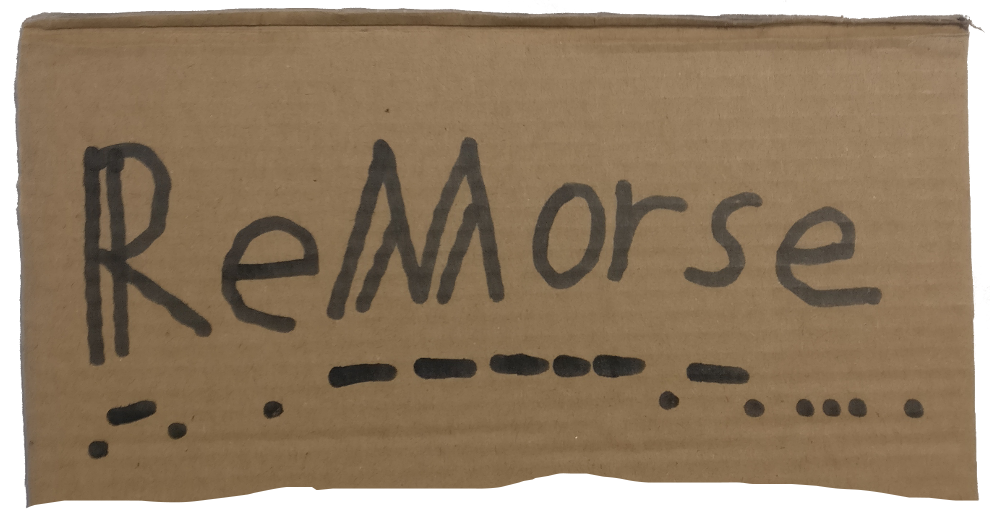 ReMorse
.-. . -- --- .-. ... .